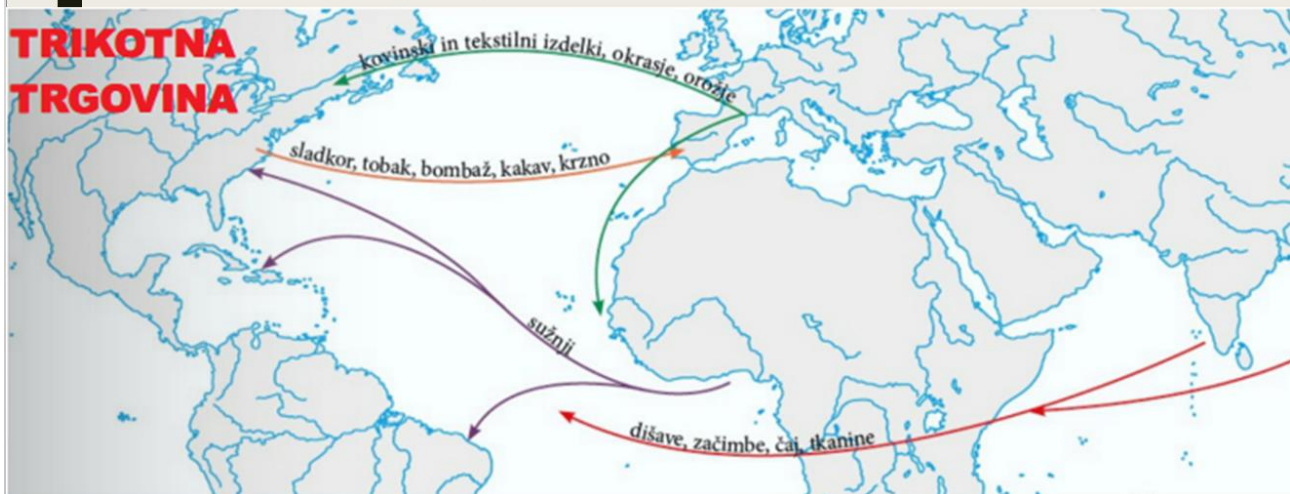 TRIKOTNA
TRGOVINA
kovinski in tekstilni izdelki, okrasje, orožje
sladkor, tobak, bombaž, kakav, krzno
sužnji
dišave, začimbe, čaj, tkanine